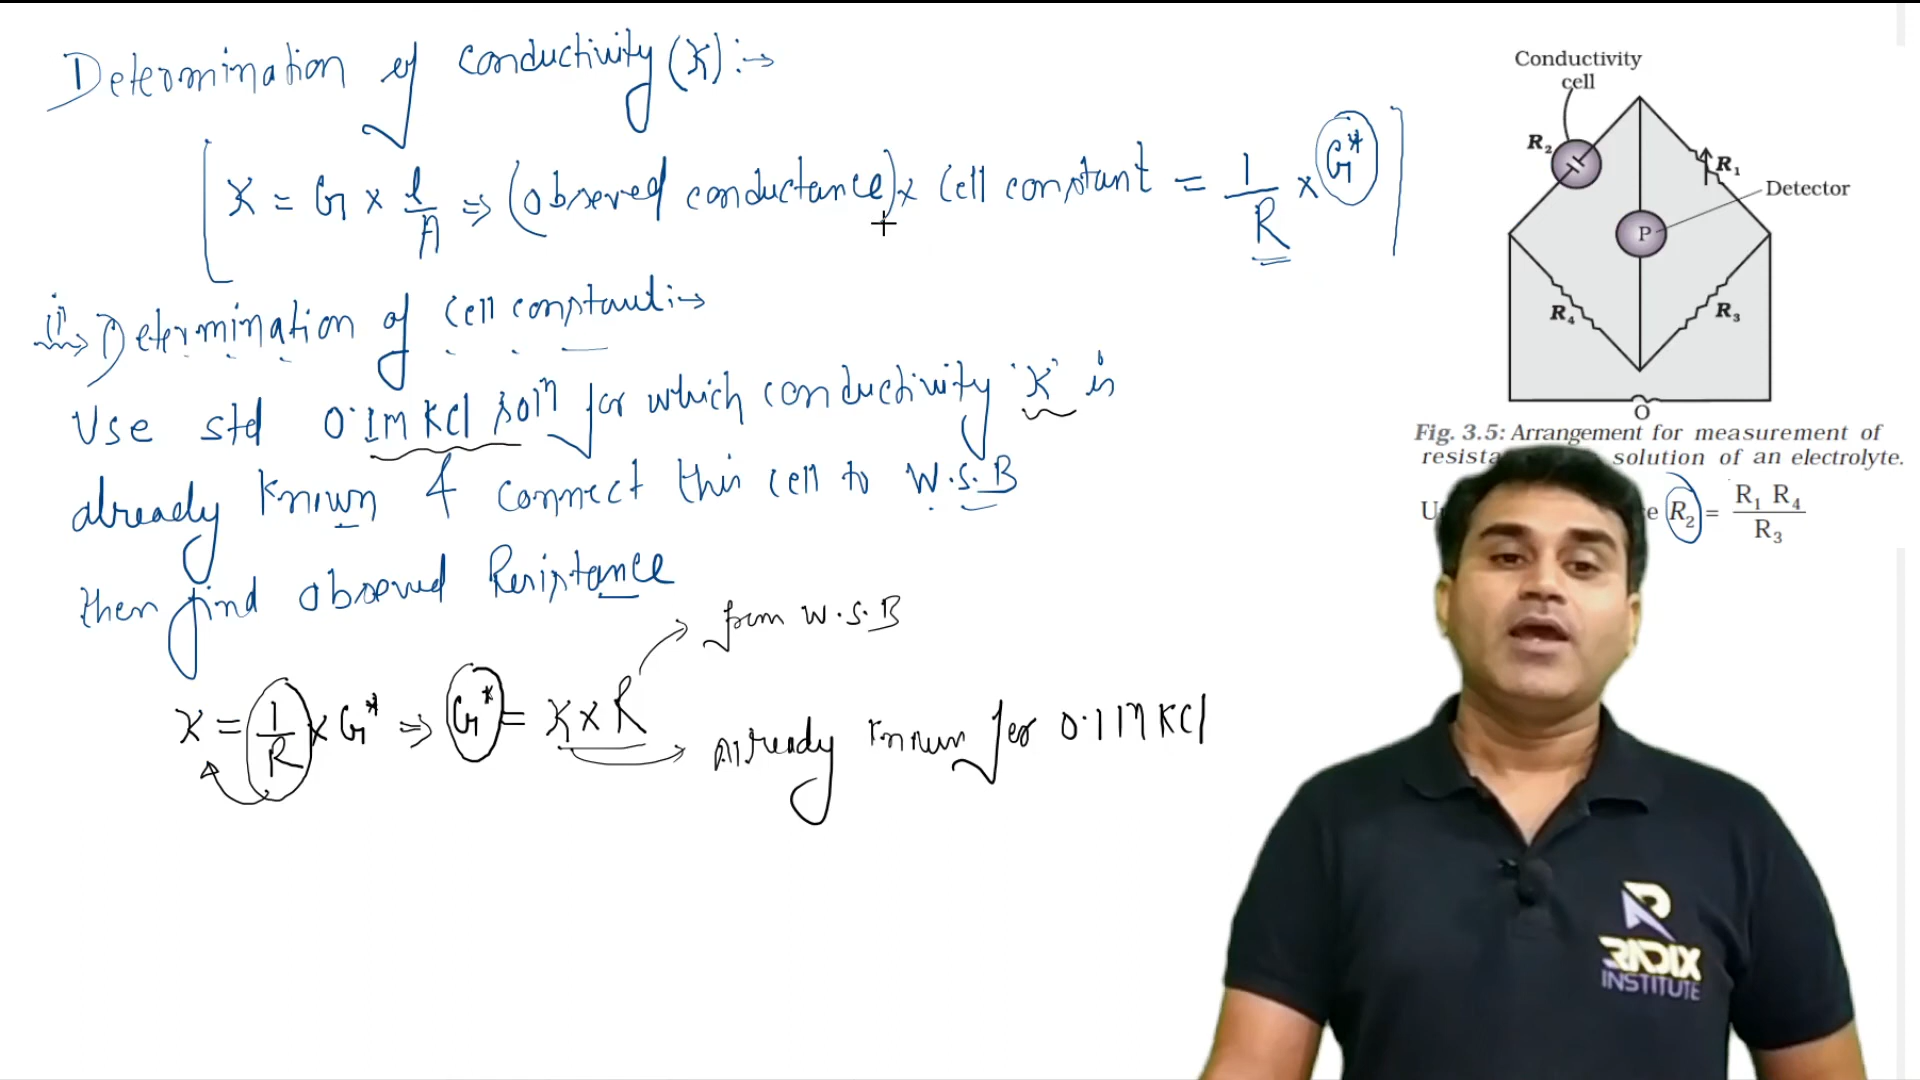 Determination of conductivity (K) :→
K = G × l/A ⇒ (observed conductance) × cell constant = 1/R × G*
(i) ⇒ Determination of cell constant :→
Use std 0.1M KCl soln for which conductivity 'K' is
already known & connect this cell to W.S.B
then find observed Resistance
from W.S.B
K = 1/R × G* ⇒ G* = K × R
Already known for 0.1M KCl
Conductivity
cell
R₂
R₁
Detector
P
R₄
R₃
O
Fig. 3.5: Arrangement for measurement of
solution of an electrolyte.
R₂ = R₁ R₄ / R₃
RADIX
INSTITUTE